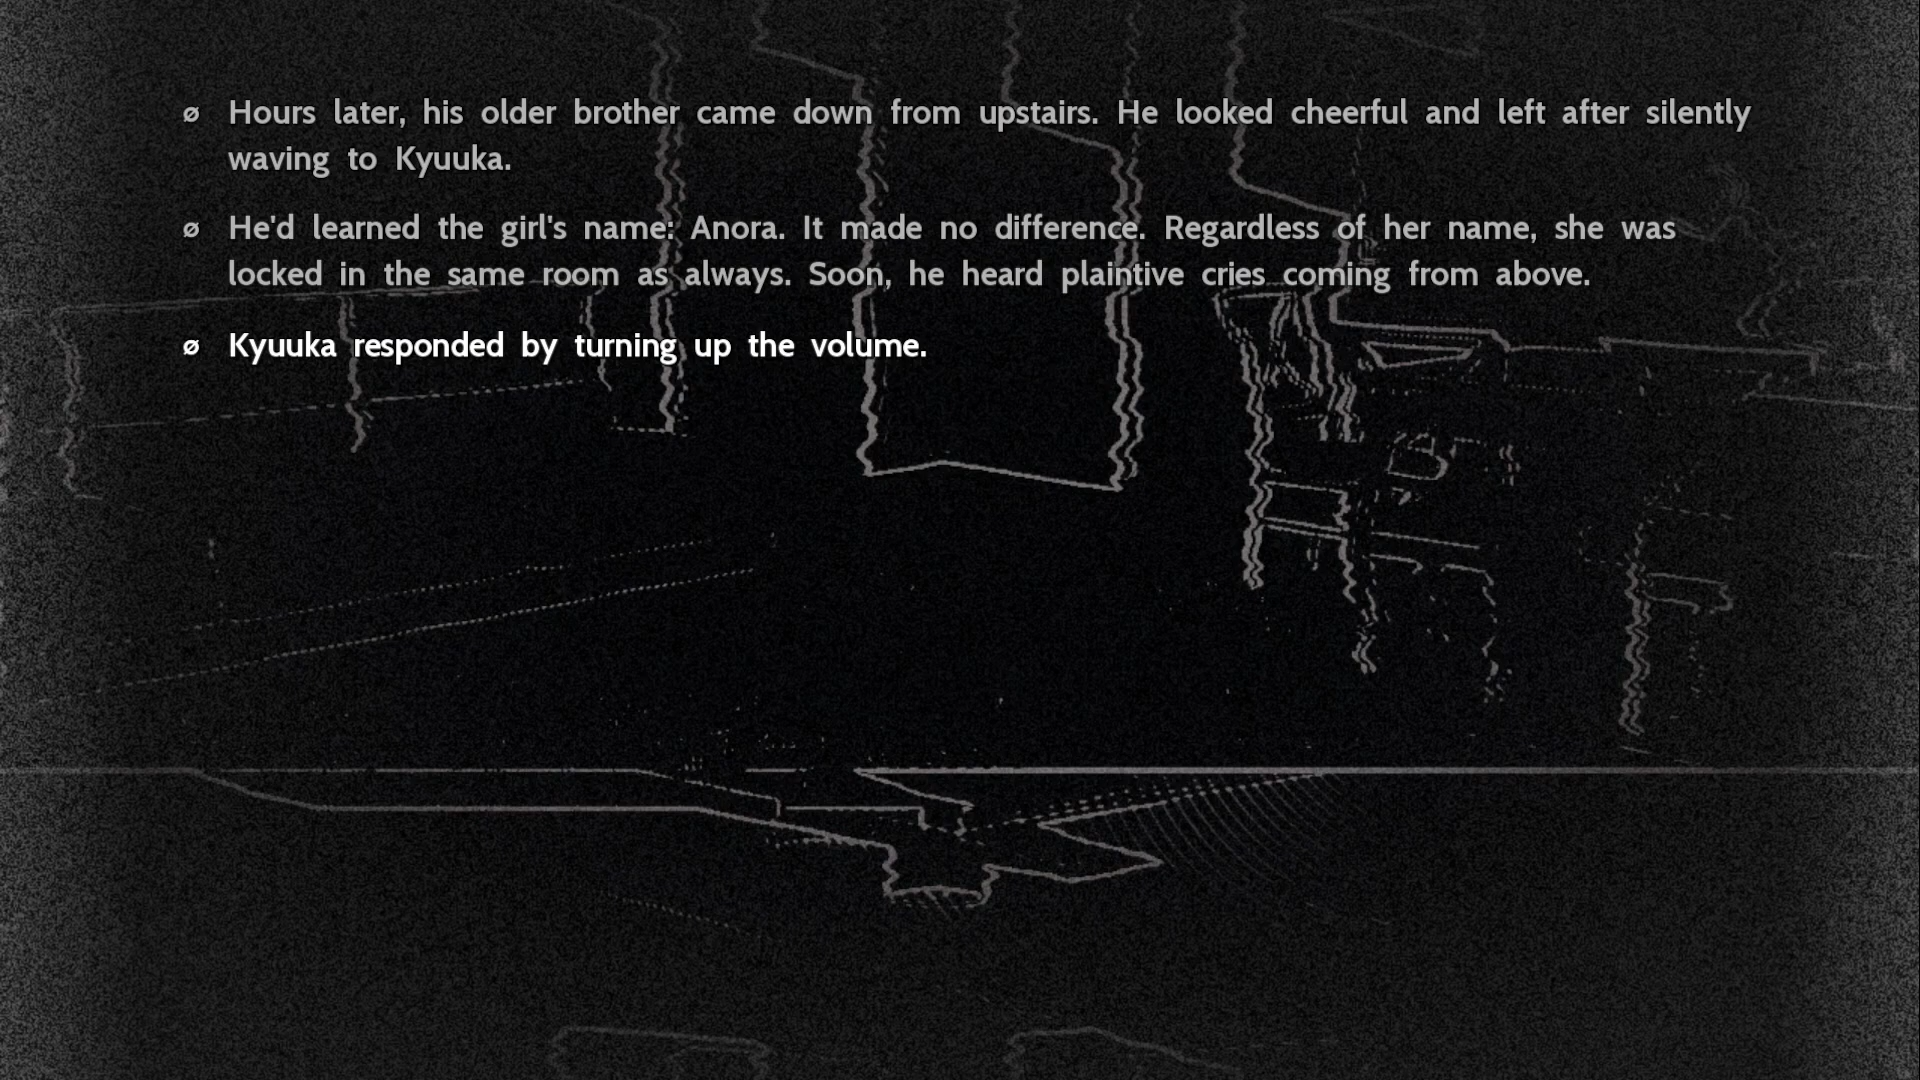 ø Hours later, his older brother came down from upstairs. He looked cheerful and left after silently
waving to Kyuuka.
ø He'd learned the girl's name: Anora. It made no difference. Regardless of her name, she was
locked in the same room as always. Soon, he heard plaintive cries coming from above.
ø Kyuuka responded by turning up the volume.